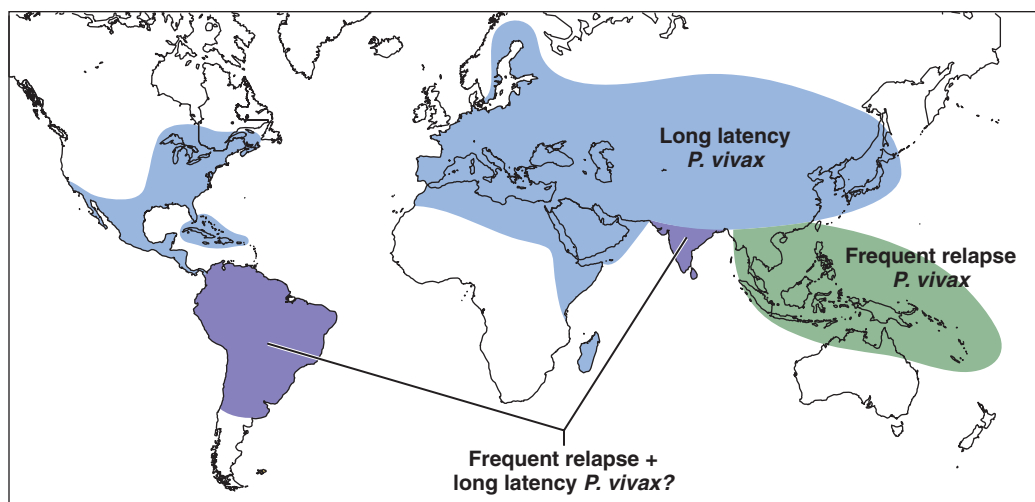 Long latency
P. vivax
Frequent relapse
P. vivax
Frequent relapse +
long latency P. vivax?